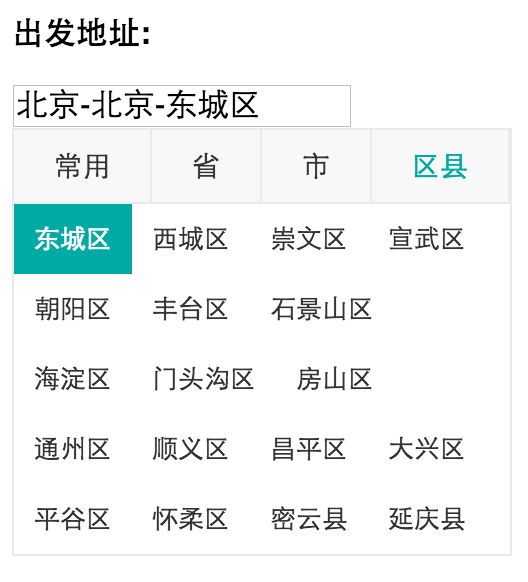 出发地址:
北京-北京-东城区
常用 省 市 区县
东城区 西城区 崇文区 宣武区
朝阳区 丰台区 石景山区
海淀区 门头沟区 房山区
通州区 顺义区 昌平区 大兴区
平谷区 怀柔区 密云县 延庆县